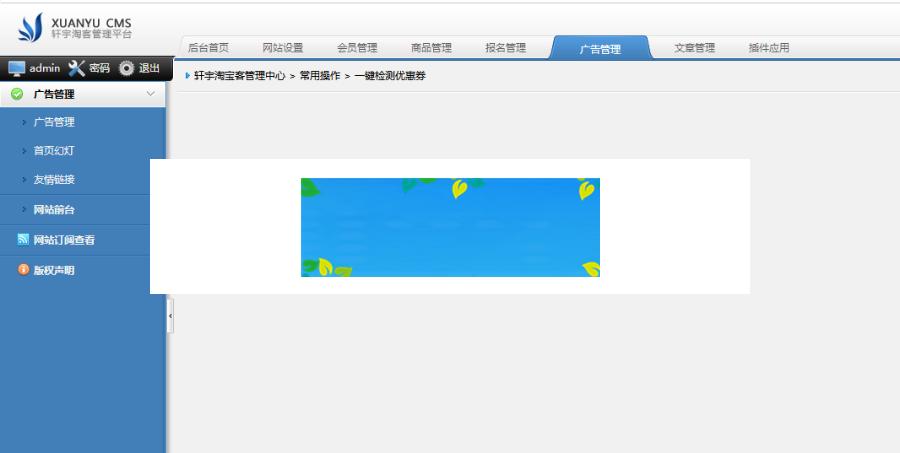 XUANYU CMS
轩宇淘客管理平台
后台首页 网站设置 会员管理 商品管理 报名管理 广告管理 文章管理 插件应用
admin 密码 退出
轩宇淘宝客管理中心 > 常用操作 > 一键检测优惠券
广告管理
广告管理
首页幻灯
友情链接
网站前台
网站订阅查看
版权声明